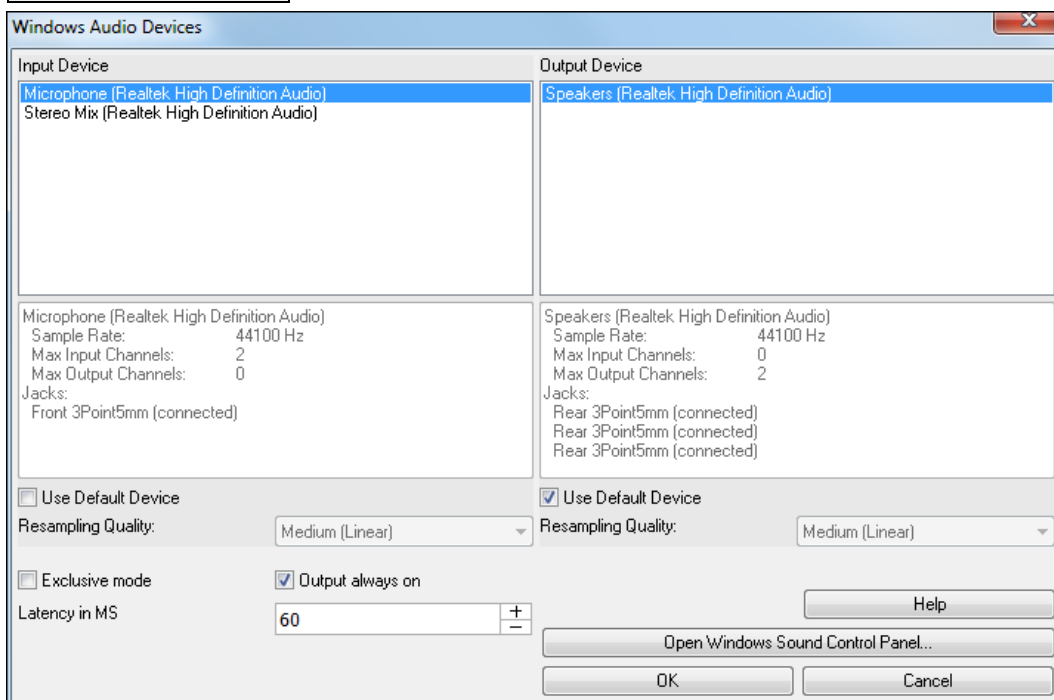 Windows Audio Devices
Input Device
Microphone (Realtek High Definition Audio)
Stereo Mix (Realtek High Definition Audio)
Microphone (Realtek High Definition Audio)
Sample Rate: 44100 Hz
Max Input Channels: 2
Max Output Channels: 0
Jacks:
Front 3Point5mm (connected)
Use Default Device
Resampling Quality: Medium (Linear)
Output Device
Speakers (Realtek High Definition Audio)
Speakers (Realtek High Definition Audio)
Sample Rate: 44100 Hz
Max Input Channels: 0
Max Output Channels: 2
Jacks:
Rear 3Point5mm (connected)
Rear 3Point5mm (connected)
Rear 3Point5mm (connected)
Use Default Device
Resampling Quality: Medium (Linear)
Exclusive mode
Output always on
Latency in MS 60
Help
Open Windows Sound Control Panel...
OK
Cancel